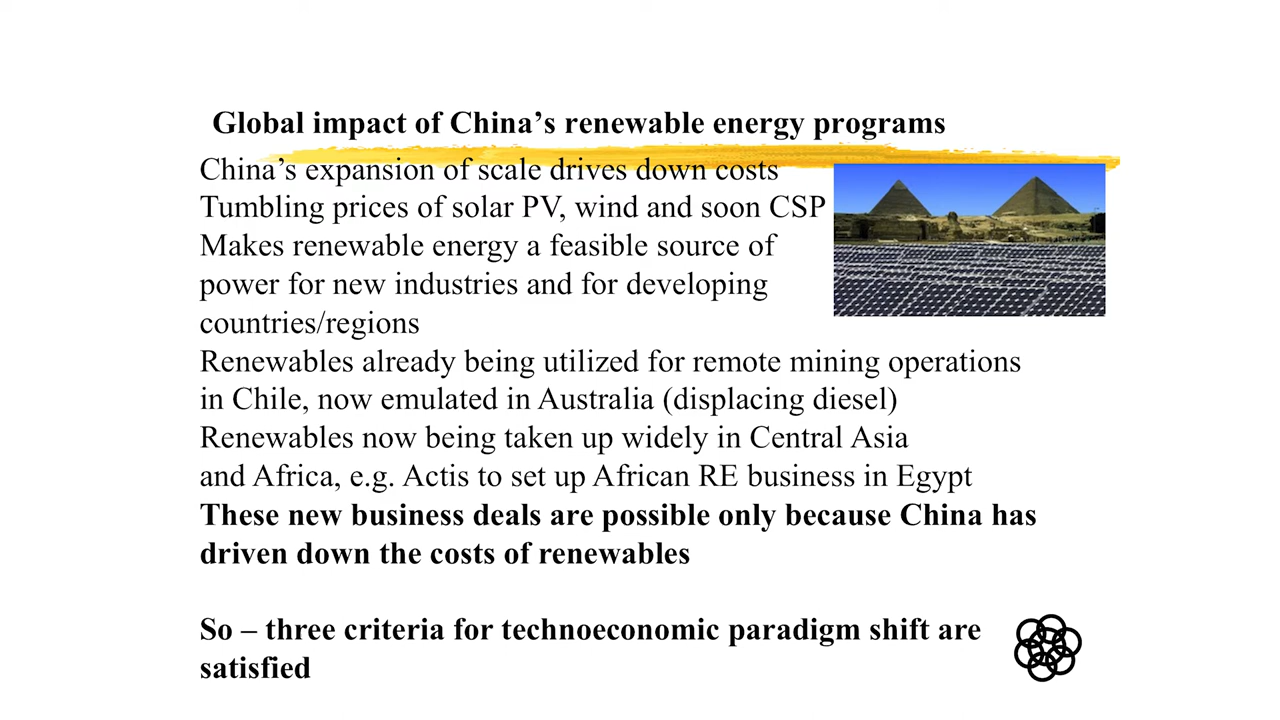 Global impact of China’s renewable energy programs
China’s expansion of scale drives down costs
Tumbling prices of solar PV, wind and soon CSP
Makes renewable energy a feasible source of
power for new industries and for developing
countries/regions
Renewables already being utilized for remote mining operations
in Chile, now emulated in Australia (displacing diesel)
Renewables now being taken up widely in Central Asia
and Africa, e.g. Actis to set up African RE business in Egypt
These new business deals are possible only because China has
driven down the costs of renewables
So – three criteria for technoeconomic paradigm shift are
satisfied